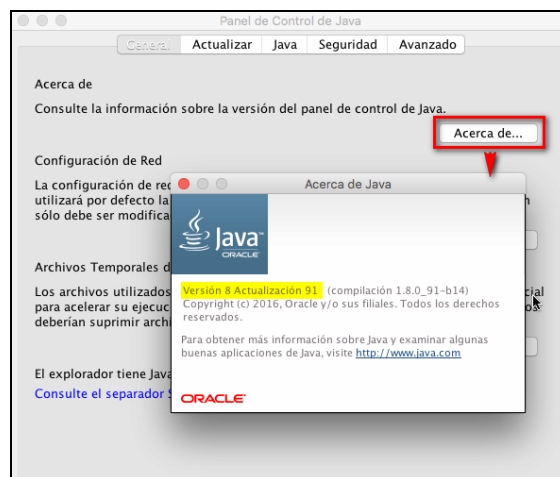 Panel de Control de Java
General Actualizar Java Seguridad Avanzado
Acerca de
Consulte la información sobre la versión del panel de control de Java.
Acerca de...
Configuración de Red
La configuración de red
utilizará por defecto la
sólo debe ser modifica
Acerca de Java
Java
ORACLE
Versión 8 Actualización 91 (compilación 1.8.0_91-b14)
Copyright (c) 2016, Oracle y/o sus filiales. Todos los derechos
reservados.
Para obtener más información sobre Java y examinar algunas
buenas aplicaciones de Java, visite http://www.java.com
ORACLE
Archivos Temporales d
Los archivos utilizados
para acelerar su ejecuc
deberían suprimir archi
El explorador tiene Java
Consulte el separador